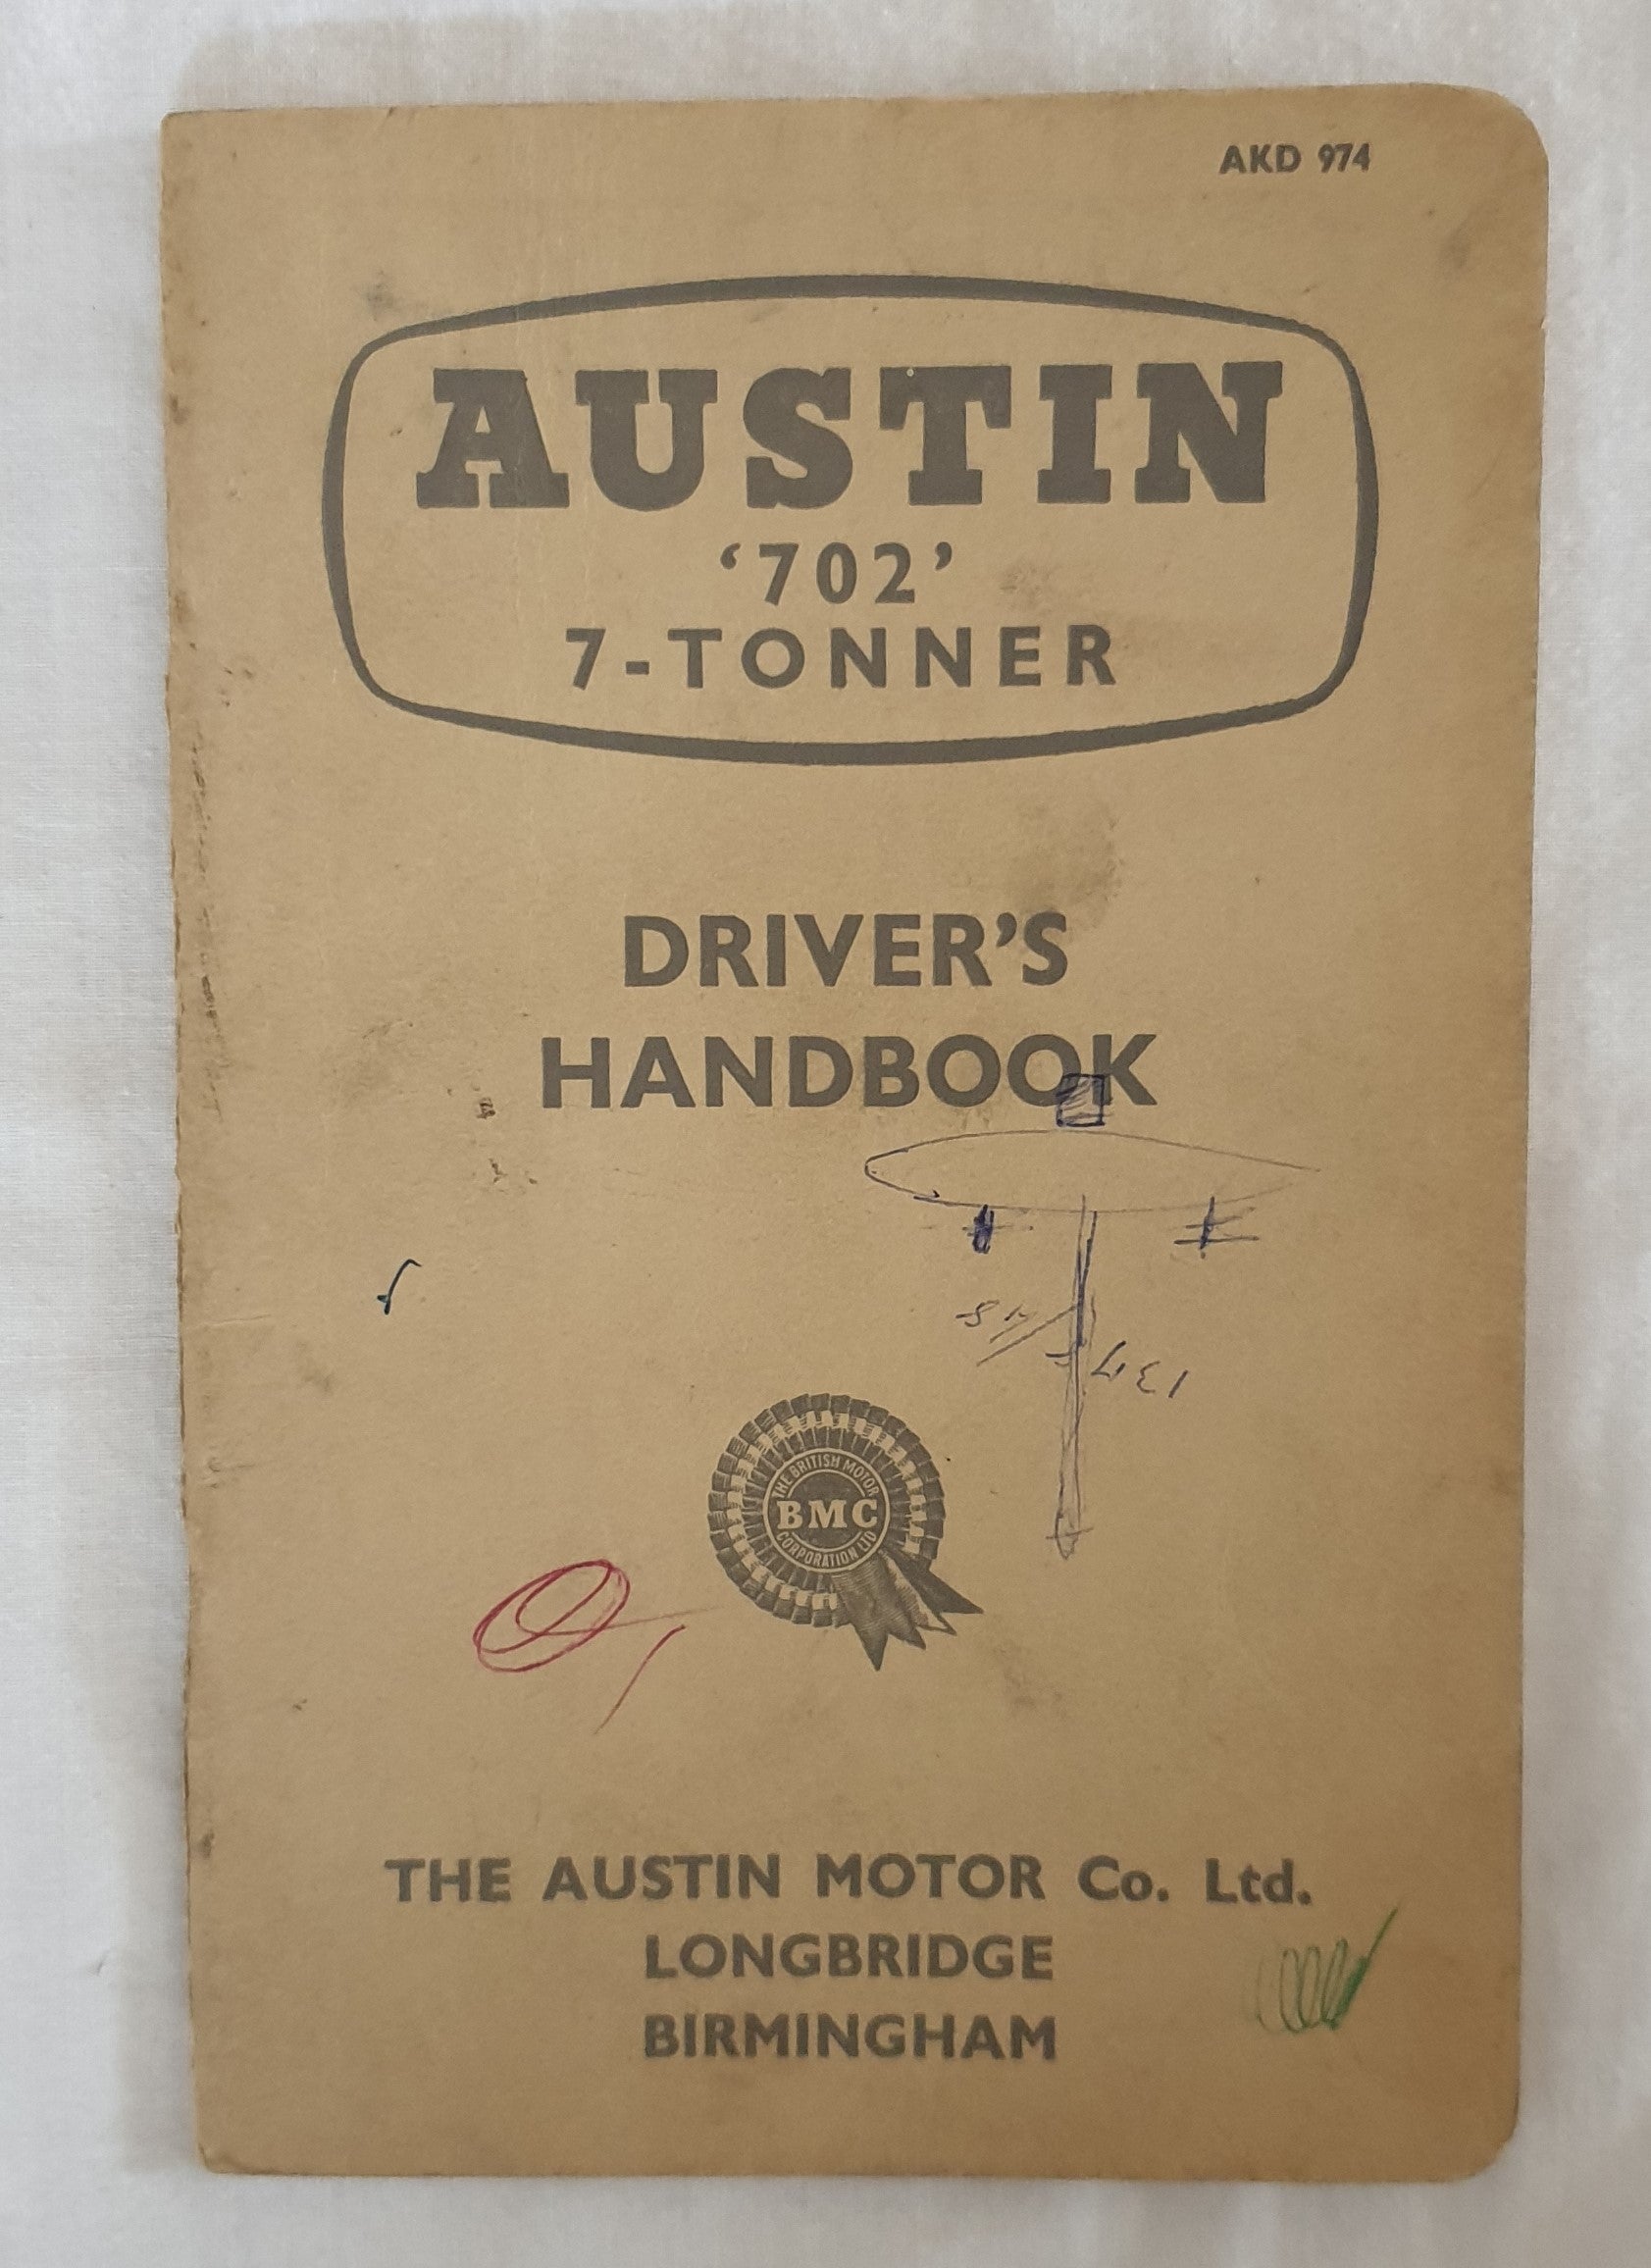 AKD 974
AUSTIN
‘702’
7-TONNER
DRIVER’S
HANDBOOK
THE BRITISH MOTOR
BMC
CORPORATION LTD
THE AUSTIN MOTOR Co. Ltd.
LONGBRIDGE
BIRMINGHAM